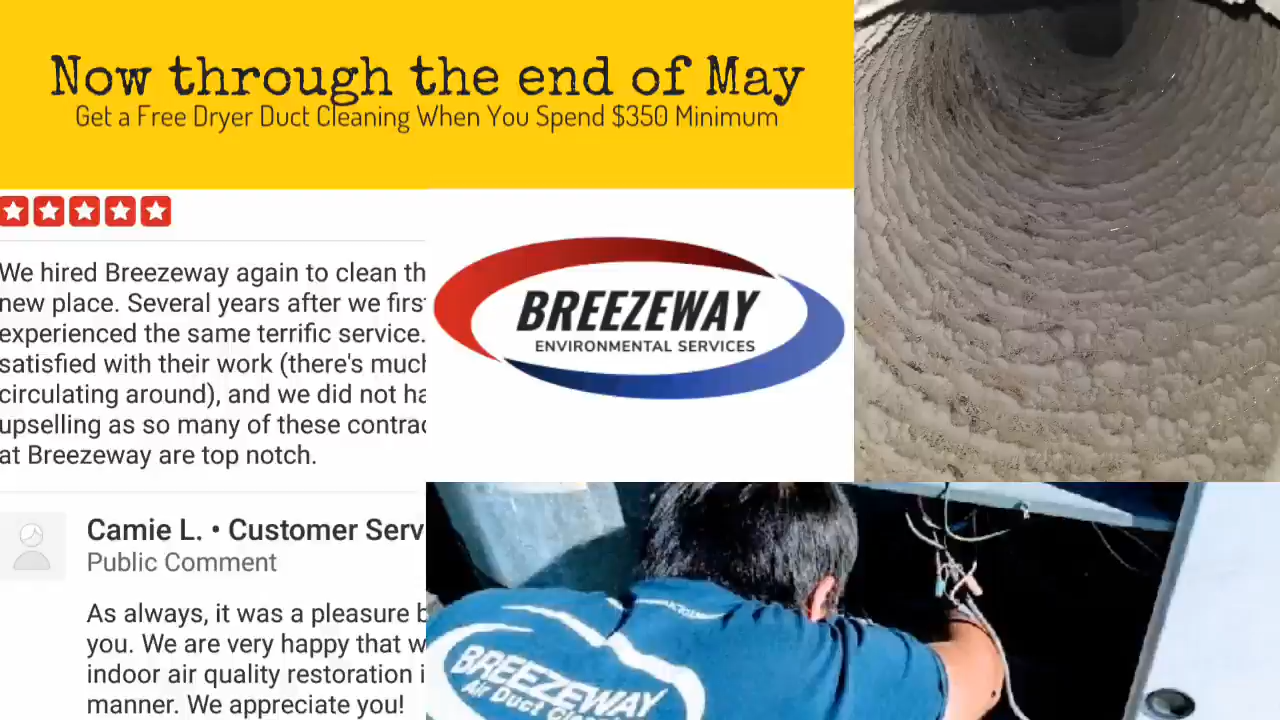 Now through the end of May
Get a Free Dryer Duct Cleaning When You Spend $350 Minimum
We hired Breezeway again to clean th
new place. Several years after we firs
experienced the same terrific service.
satisfied with their work (there's much
circulating around), and we did not ha
upselling as so many of these contrac
at Breezeway are top notch.
Camie L. • Customer Serv
Public Comment
As always, it was a pleasure b
you. We are very happy that w
indoor air quality restoration i
manner. We appreciate you!
BREEZEWAY
ENVIRONMENTAL SERVICES
BREEZEWAY
Air Duct Clea